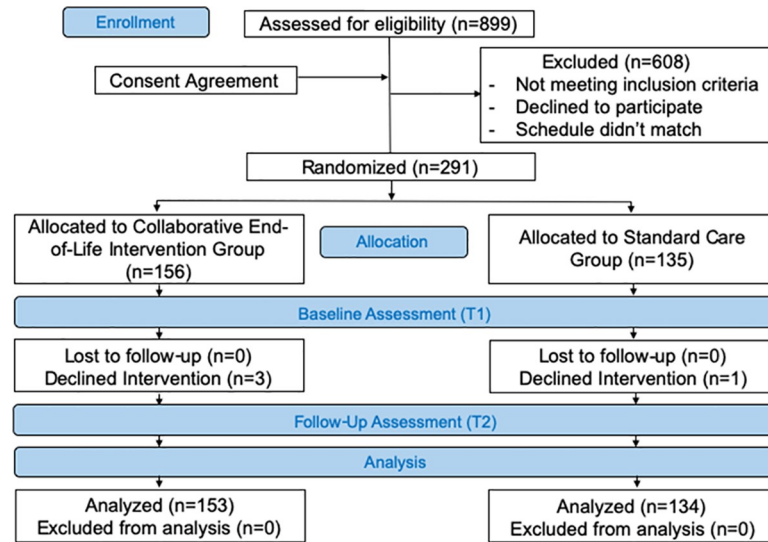 Enrollment
Assessed for eligibility (n=899)
Consent Agreement
Excluded (n=608)
- Not meeting inclusion criteria
- Declined to participate
- Schedule didn't match
Randomized (n=291)
Allocated to Collaborative End-
of-Life Intervention Group
(n=156)
Allocation
Allocated to Standard Care
Group (n=135)
Baseline Assessment (T1)
Lost to follow-up (n=0)
Declined Intervention (n=3)
Lost to follow-up (n=0)
Declined Intervention (n=1)
Follow-Up Assessment (T2)
Analysis
Analyzed (n=153)
Excluded from analysis (n=0)
Analyzed (n=134)
Excluded from analysis (n=0)